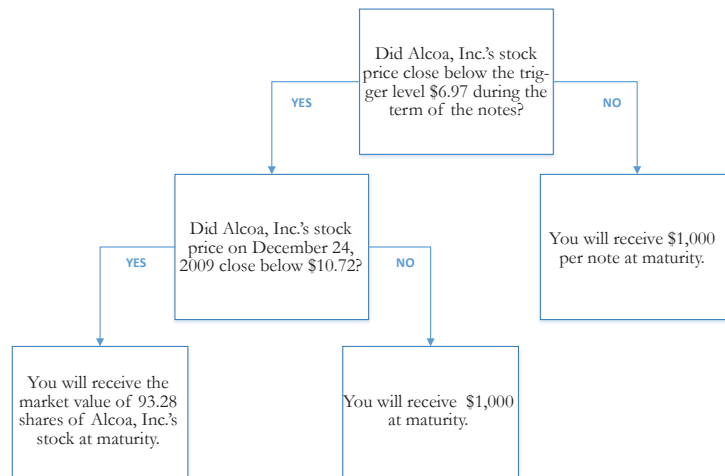 Did Alcoa, Inc.'s stock
price close below the trig-
ger level $6.97 during the
term of the notes?
YES
NO
Did Alcoa, Inc.'s stock
price on December 24,
2009 close below $10.72?
You will receive $1,000
per note at maturity.
YES
NO
You will receive the
market value of 93.28
shares of Alcoa, Inc.'s
stock at maturity.
You will receive $1,000
at maturity.